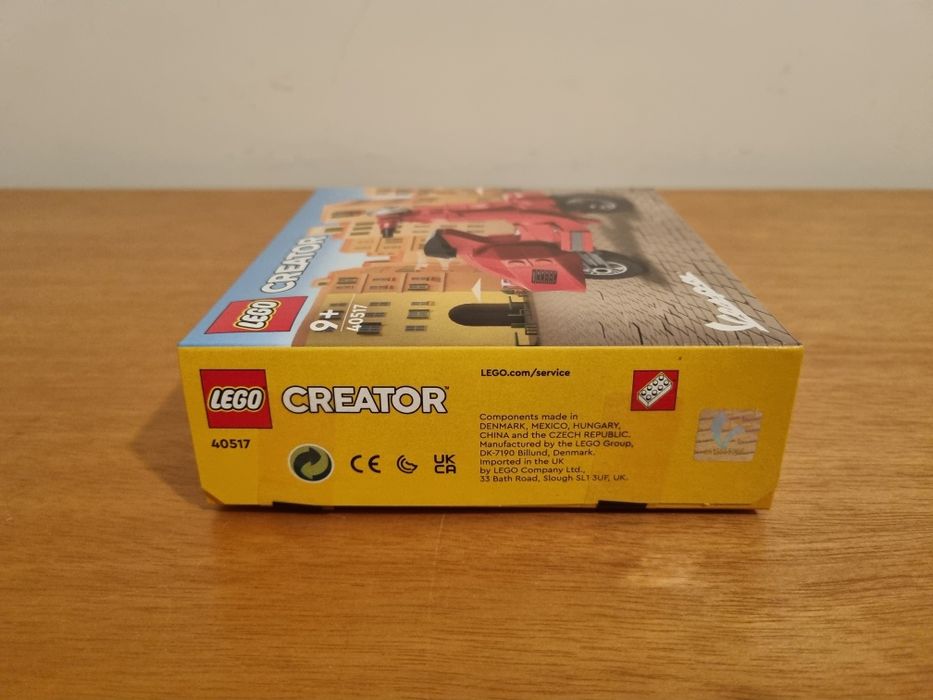 LEGO
CREATOR
9+
40517
Vespa
LEGO
CREATOR™
40517
CE
UK
CA
LEGO.com/service
Components made in
DENMARK, MEXICO, HUNGARY,
CHINA and the CZECH REPUBLIC.
Manufactured by the LEGO Group,
DK-7190 Billund, Denmark.
Imported in the UK
by LEGO Company Ltd.,
33 Bath Road, Slough SL1 3UF, UK.